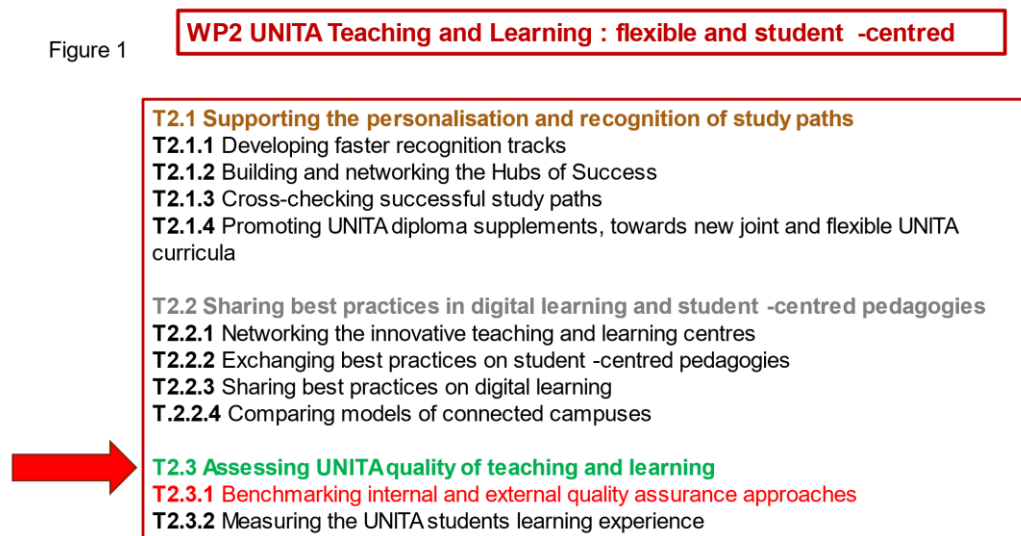 Figure 1
WP2 UNITA Teaching and Learning : flexible and student -centred
T2.1 Supporting the personalisation and recognition of study paths
T2.1.1 Developing faster recognition tracks
T2.1.2 Building and networking the Hubs of Success
T2.1.3 Cross-checking successful study paths
T2.1.4 Promoting UNITA diploma supplements, towards new joint and flexible UNITA
curricula
T2.2 Sharing best practices in digital learning and student -centred pedagogies
T2.2.1 Networking the innovative teaching and learning centres
T2.2.2 Exchanging best practices on student -centred pedagogies
T2.2.3 Sharing best practices on digital learning
T.2.2.4 Comparing models of connected campuses
T2.3 Assessing UNITA quality of teaching and learning
T2.3.1 Benchmarking internal and external quality assurance approaches
T2.3.2 Measuring the UNITA students learning experience